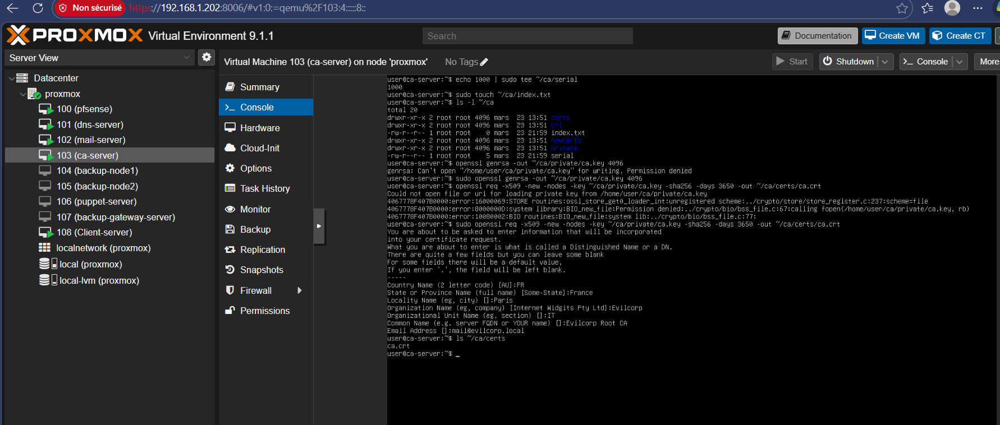 Non sécurisé https://192.168.1.202:8006/#v1:0:=qemu%2F103:4:::::8::
PROXMOX Virtual Environment 9.1.1
Search
Documentation
Create VM
Create CT
Server View
Virtual Machine 103 (ca-server) on node 'proxmox'
No Tags
Start
Shutdown
Console
More
Datacenter
proxmox
100 (pfsense)
101 (dns-server)
102 (mail-server)
103 (ca-server)
104 (backup-node1)
105 (backup-node2)
106 (puppet-server)
107 (backup-gateway-server)
108 (Client-server)
localnetwork (proxmox)
local (proxmox)
local-lvm (proxmox)
Summary
Console
Hardware
Cloud-Init
Options
Task History
Monitor
Backup
Replication
Snapshots
Firewall
Permissions
user@ca-server:~$ echo 1000 | sudo tee ~/ca/serial
1000
user@ca-server:~$ sudo touch ~/ca/index.txt
user@ca-server:~$ ls -l ~/ca
total 20
drwxr-xr-x 2 root root 4096 mars  23 13:51 certs
drwxr-xr-x 2 root root 4096 mars  23 13:51 crl
-rw-r--r-- 1 root root    0 mars  23 21:59 index.txt
drwxr-xr-x 2 root root 4096 mars  23 13:51 newcerts
drwxr-xr-x 2 root root 4096 mars  23 13:51 private
-rw-r--r-- 1 root root    5 mars  23 21:59 serial
user@ca-server:~$ openssl genrsa -out ~/ca/private/ca.key 4096
genrsa: Can't open "/home/user/ca/private/ca.key" for writing, Permission denied
user@ca-server:~$ sudo openssl genrsa -out ~/ca/private/ca.key 4096
user@ca-server:~$ openssl req -x509 -new -nodes -key ~/ca/private/ca.key -sha256 -days 3650 -out ~/ca/certs/ca.crt
Could not open file or uri for loading private key from /home/user/ca/private/ca.key
4067778F407B0000:error:16000069:STORE routines:ossl_store_get0_loader_int:unregistered scheme:../crypto/store/store_register.c:237:scheme=file
4067778F407B0000:error:8000000D:system library:BIO_new_file:Permission denied:../crypto/bio/bss_file.c:67:calling fopen(/home/user/ca/private/ca.key, rb)
4067778F407B0000:error:10080002:BIO routines:BIO_new_file:system lib:../crypto/bio/bss_file.c:77:
user@ca-server:~$ sudo openssl req -x509 -new -nodes -key ~/ca/private/ca.key -sha256 -days 3650 -out ~/ca/certs/ca.crt
You are about to be asked to enter information that will be incorporated
into your certificate request.
What you are about to enter is what is called a Distinguished Name or a DN.
There are quite a few fields but you can leave some blank
For some fields there will be a default value,
If you enter '.', the field will be left blank.
-----
Country Name (2 letter code) [AU]:FR
State or Province Name (full name) [Some-State]:France
Locality Name (eg, city) []:Paris
Organization Name (eg, company) [Internet Widgits Pty Ltd]:Evilcorp
Organizational Unit Name (eg, section) []:IT
Common Name (e.g. server FQDN or YOUR name) []:Evilcorp Root CA
Email Address []:mail@evilcorp.local
user@ca-server:~$ ls ~/ca/certs
ca.crt
user@ca-server:~$ _